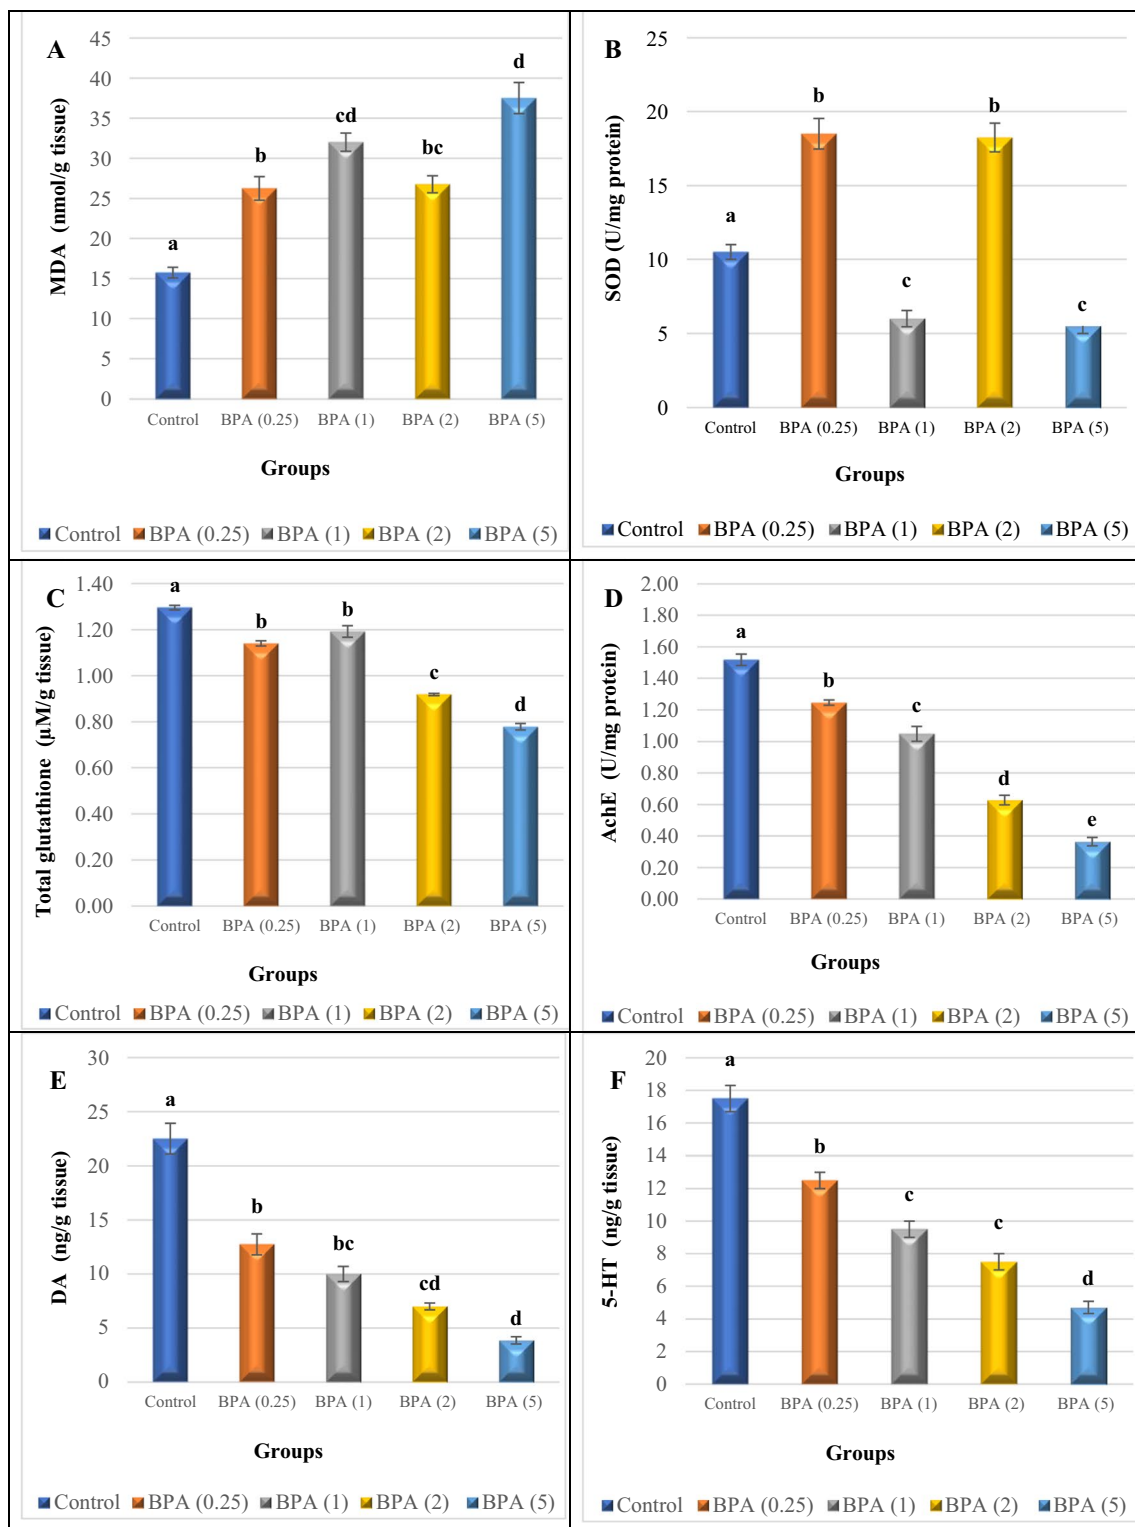 A
MDA (nmol/g tissue)
45
40
35
30
25
20
15
10
5
0
a
b
cd
bc
d
Control BPA (0.25) BPA (1) BPA (2) BPA (5)
Groups
Control BPA (0.25) BPA (1) BPA (2) BPA (5)
B
SOD (U/mg protein)
25
20
15
10
5
0
a
b
c
b
c
Control BPA (0.25) BPA (1) BPA (2) BPA (5)
Groups
Control BPA (0.25) BPA (1) BPA (2) BPA (5)
C
Total glutathione (µM/g tissue)
1.40
1.20
1.00
0.80
0.60
0.40
0.20
0.00
a
b
b
c
d
Control BPA (0.25) BPA (1) BPA (2) BPA (5)
Groups
Control BPA (0.25) BPA (1) BPA (2) BPA (5)
D
AchE (U/mg protein)
2.00
1.80
1.60
1.40
1.20
1.00
0.80
0.60
0.40
0.20
0.00
a
b
c
d
e
Control BPA (0.25) BPA (1) BPA (2) BPA (5)
Groups
Control BPA (0.25) BPA (1) BPA (2) BPA (5)
E
DA (ng/g tissue)
30
25
20
15
10
5
0
a
b
bc
cd
d
Control BPA (0.25) BPA (1) BPA (2) BPA (5)
Groups
Control BPA (0.25) BPA (1) BPA (2) BPA (5)
F
5-HT (ng/g tissue)
20
18
16
14
12
10
8
6
4
2
0
a
b
c
c
d
Control BPA (0.25) BPA (1) BPA (2) BPA (5)
Groups
Control BPA (0.25) BPA (1) BPA (2) BPA (5)